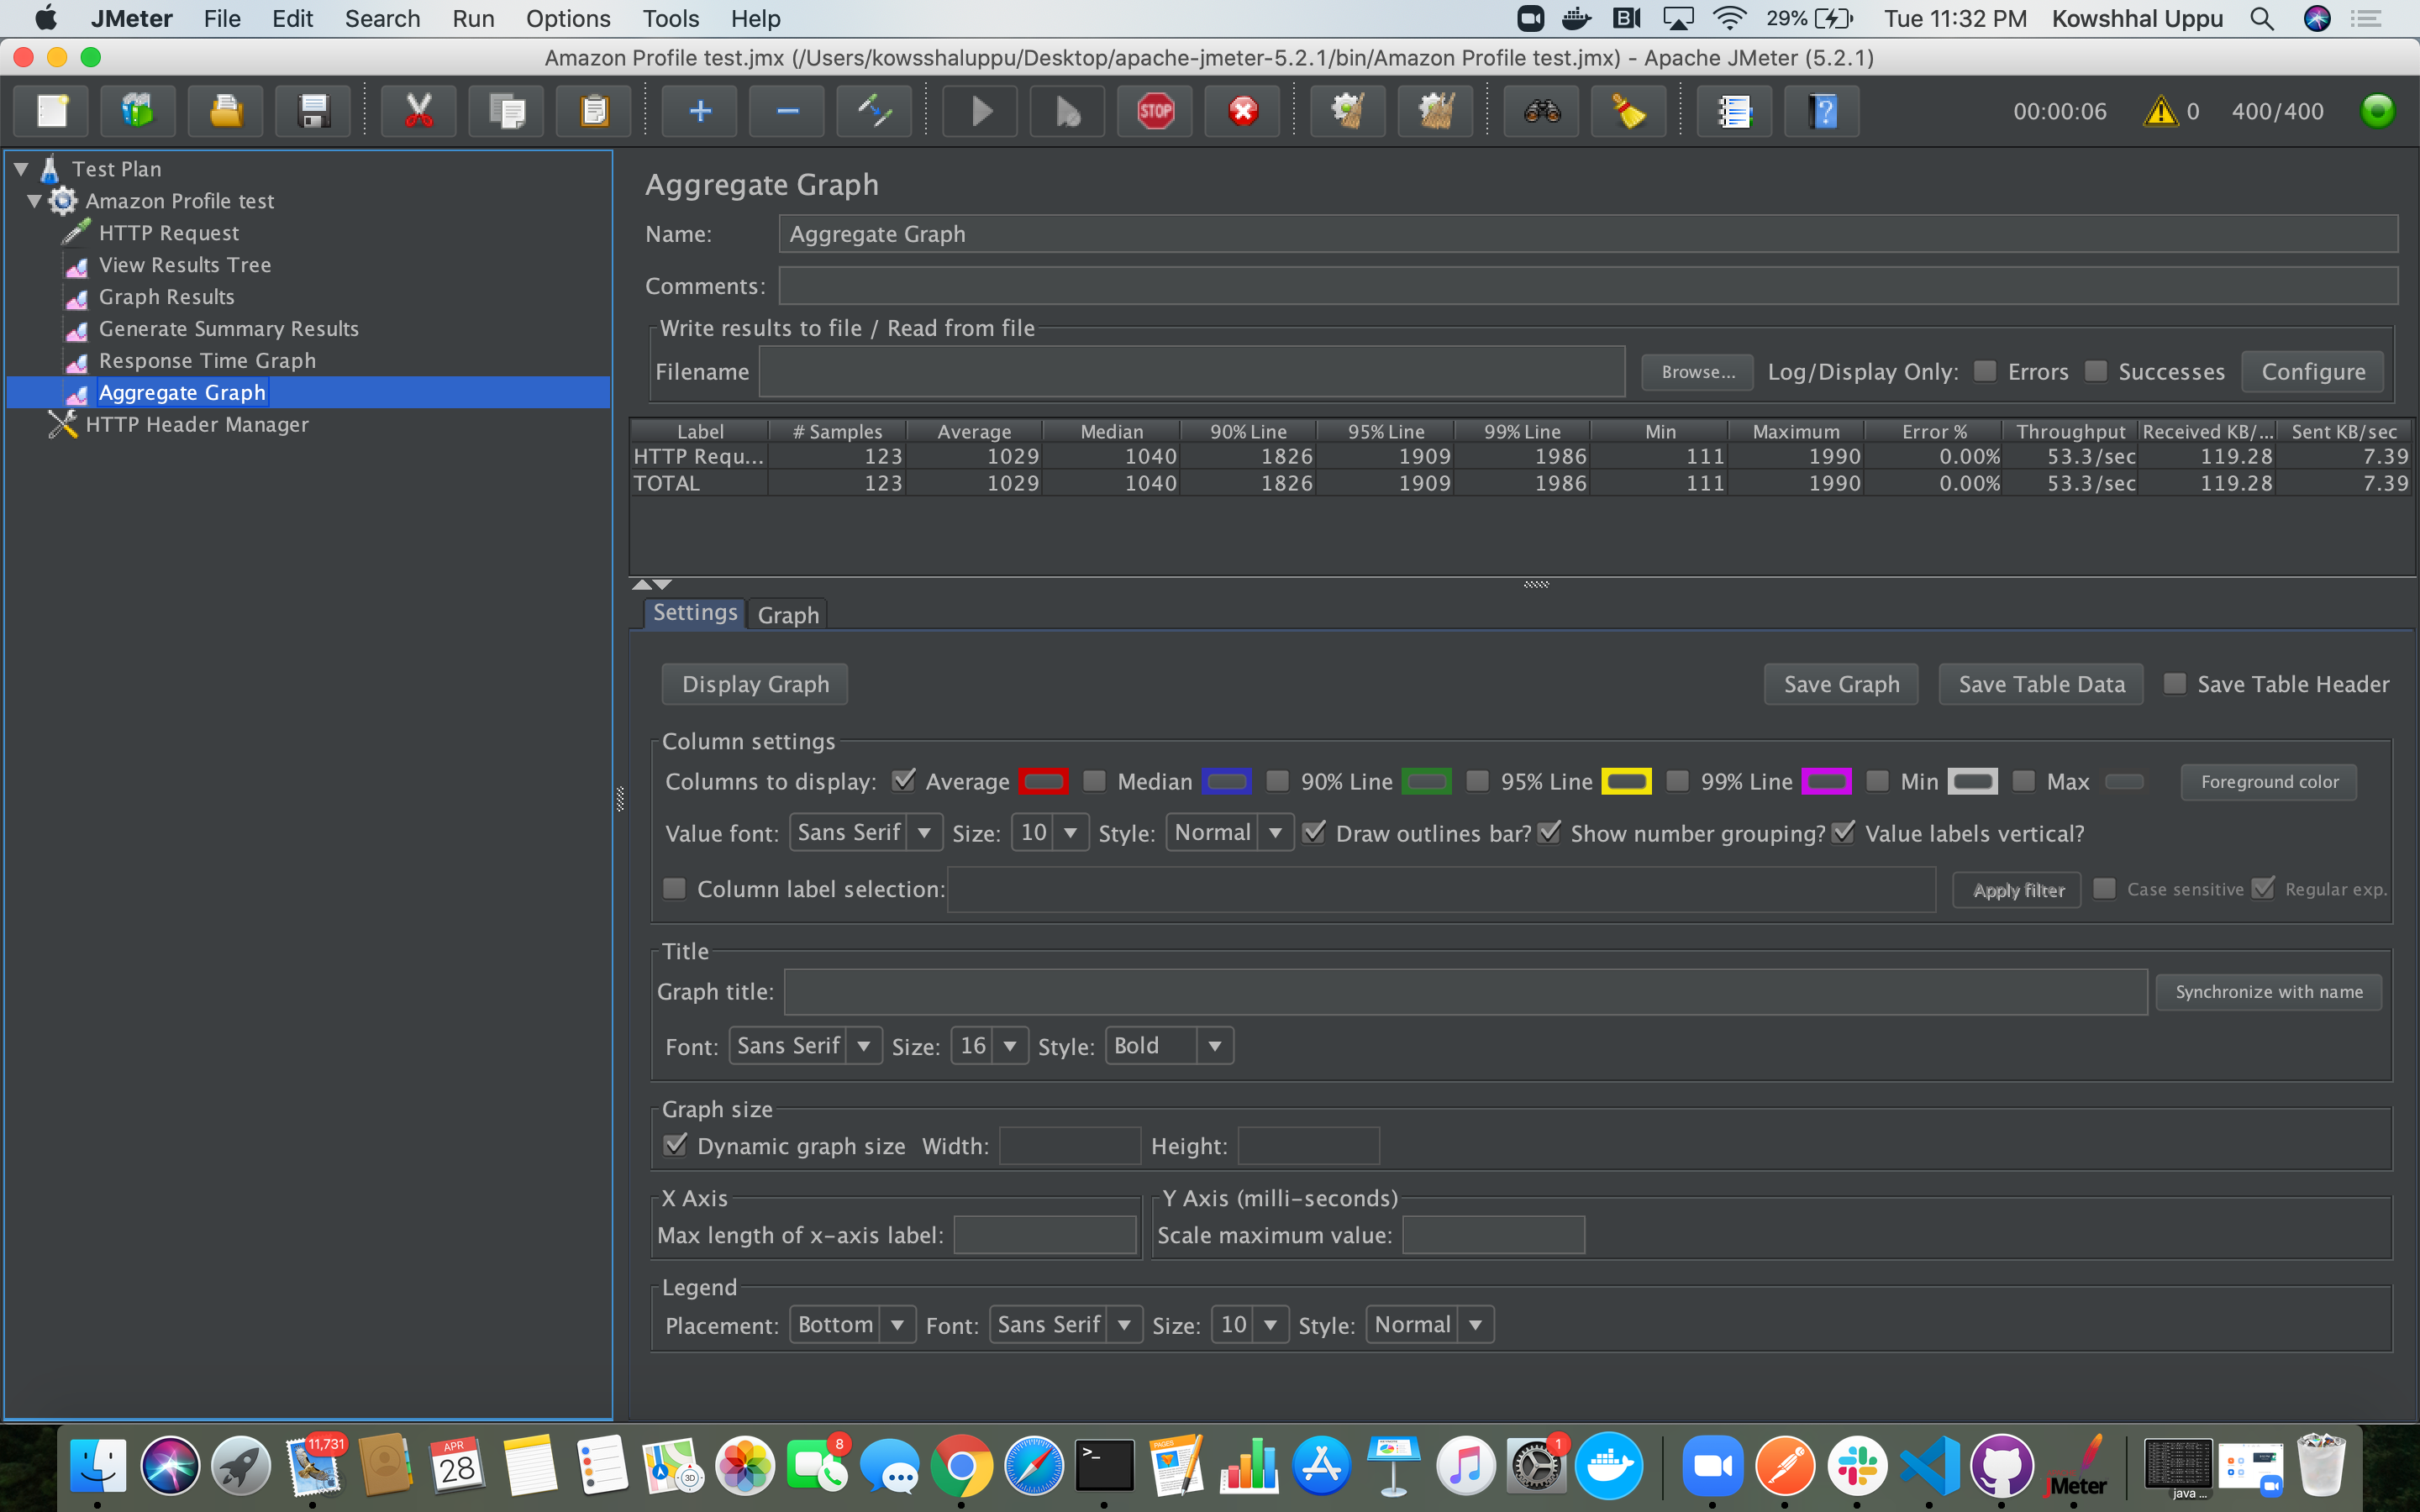 JMeter File Edit Search Run Options Tools Help 29% Tue 11:32 PM Kowshhal Uppu
Amazon Profile test.jmx (/Users/kowsshaluppu/Desktop/apache-jmeter-5.2.1/bin/Amazon Profile test.jmx) - Apache JMeter (5.2.1)
STOP 00:00:06 0 400/400
Test Plan
Amazon Profile test
HTTP Request
View Results Tree
Graph Results
Generate Summary Results
Response Time Graph
Aggregate Graph
HTTP Header Manager
Aggregate Graph
Name: Aggregate Graph
Comments:
Write results to file / Read from file
Filename Browse... Log/Display Only: Errors Successes Configure
Label # Samples Average Median 90% Line 95% Line 99% Line Min Maximum Error % Throughput Received KB/... Sent KB/sec
HTTP Requ... 123 1029 1040 1826 1909 1986 111 1990 0.00% 53.3/sec 119.28 7.39
TOTAL 123 1029 1040 1826 1909 1986 111 1990 0.00% 53.3/sec 119.28 7.39
Settings Graph
Display Graph Save Graph Save Table Data Save Table Header
Column settings
Columns to display: Average Median 90% Line 95% Line 99% Line Min Max Foreground color
Value font: Sans Serif Size: 10 Style: Normal Draw outlines bar? Show number grouping? Value labels vertical?
Column label selection: Apply filter Case sensitive Regular exp.
Title
Graph title: Synchronize with name
Font: Sans Serif Size: 16 Style: Bold
Graph size
Dynamic graph size Width: Height:
X Axis Y Axis (milli-seconds)
Max length of x-axis label: Scale maximum value:
Legend
Placement: Bottom Font: Sans Serif Size: 10 Style: Normal
11,731 APR 28 3D 8 >_ PAGES 1 JMeter java ...